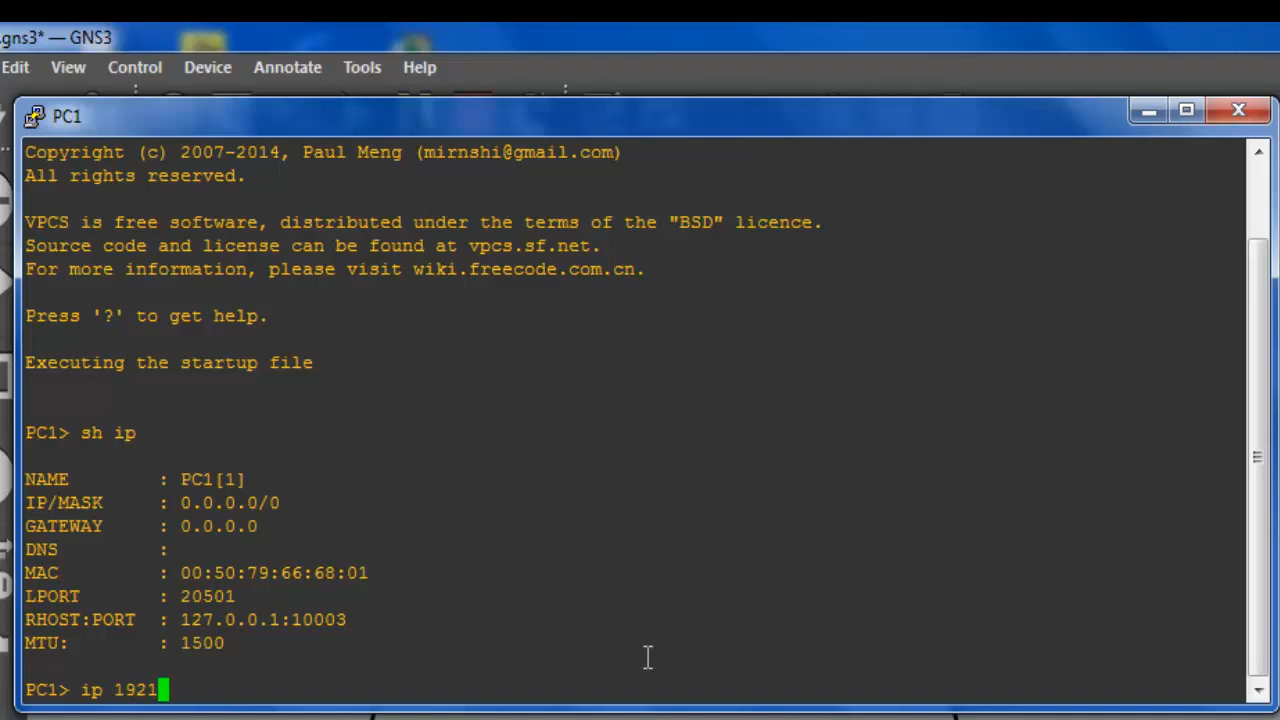 .gns3* — GNS3
Edit View Control Device Annotate Tools Help
PC1
Copyright (c) 2007-2014, Paul Meng (mirnshi@gmail.com)
All rights reserved.
VPCS is free software, distributed under the terms of the "BSD" licence.
Source code and license can be found at vpcs.sf.net.
For more information, please visit wiki.freecode.com.cn.
Press '?' to get help.
Executing the startup file
PC1> sh ip
NAME : PC1[1]
IP/MASK : 0.0.0.0/0
GATEWAY : 0.0.0.0
DNS :
MAC : 00:50:79:66:68:01
LPORT : 20501
RHOST:PORT : 127.0.0.1:10003
MTU: : 1500
PC1> ip 1921